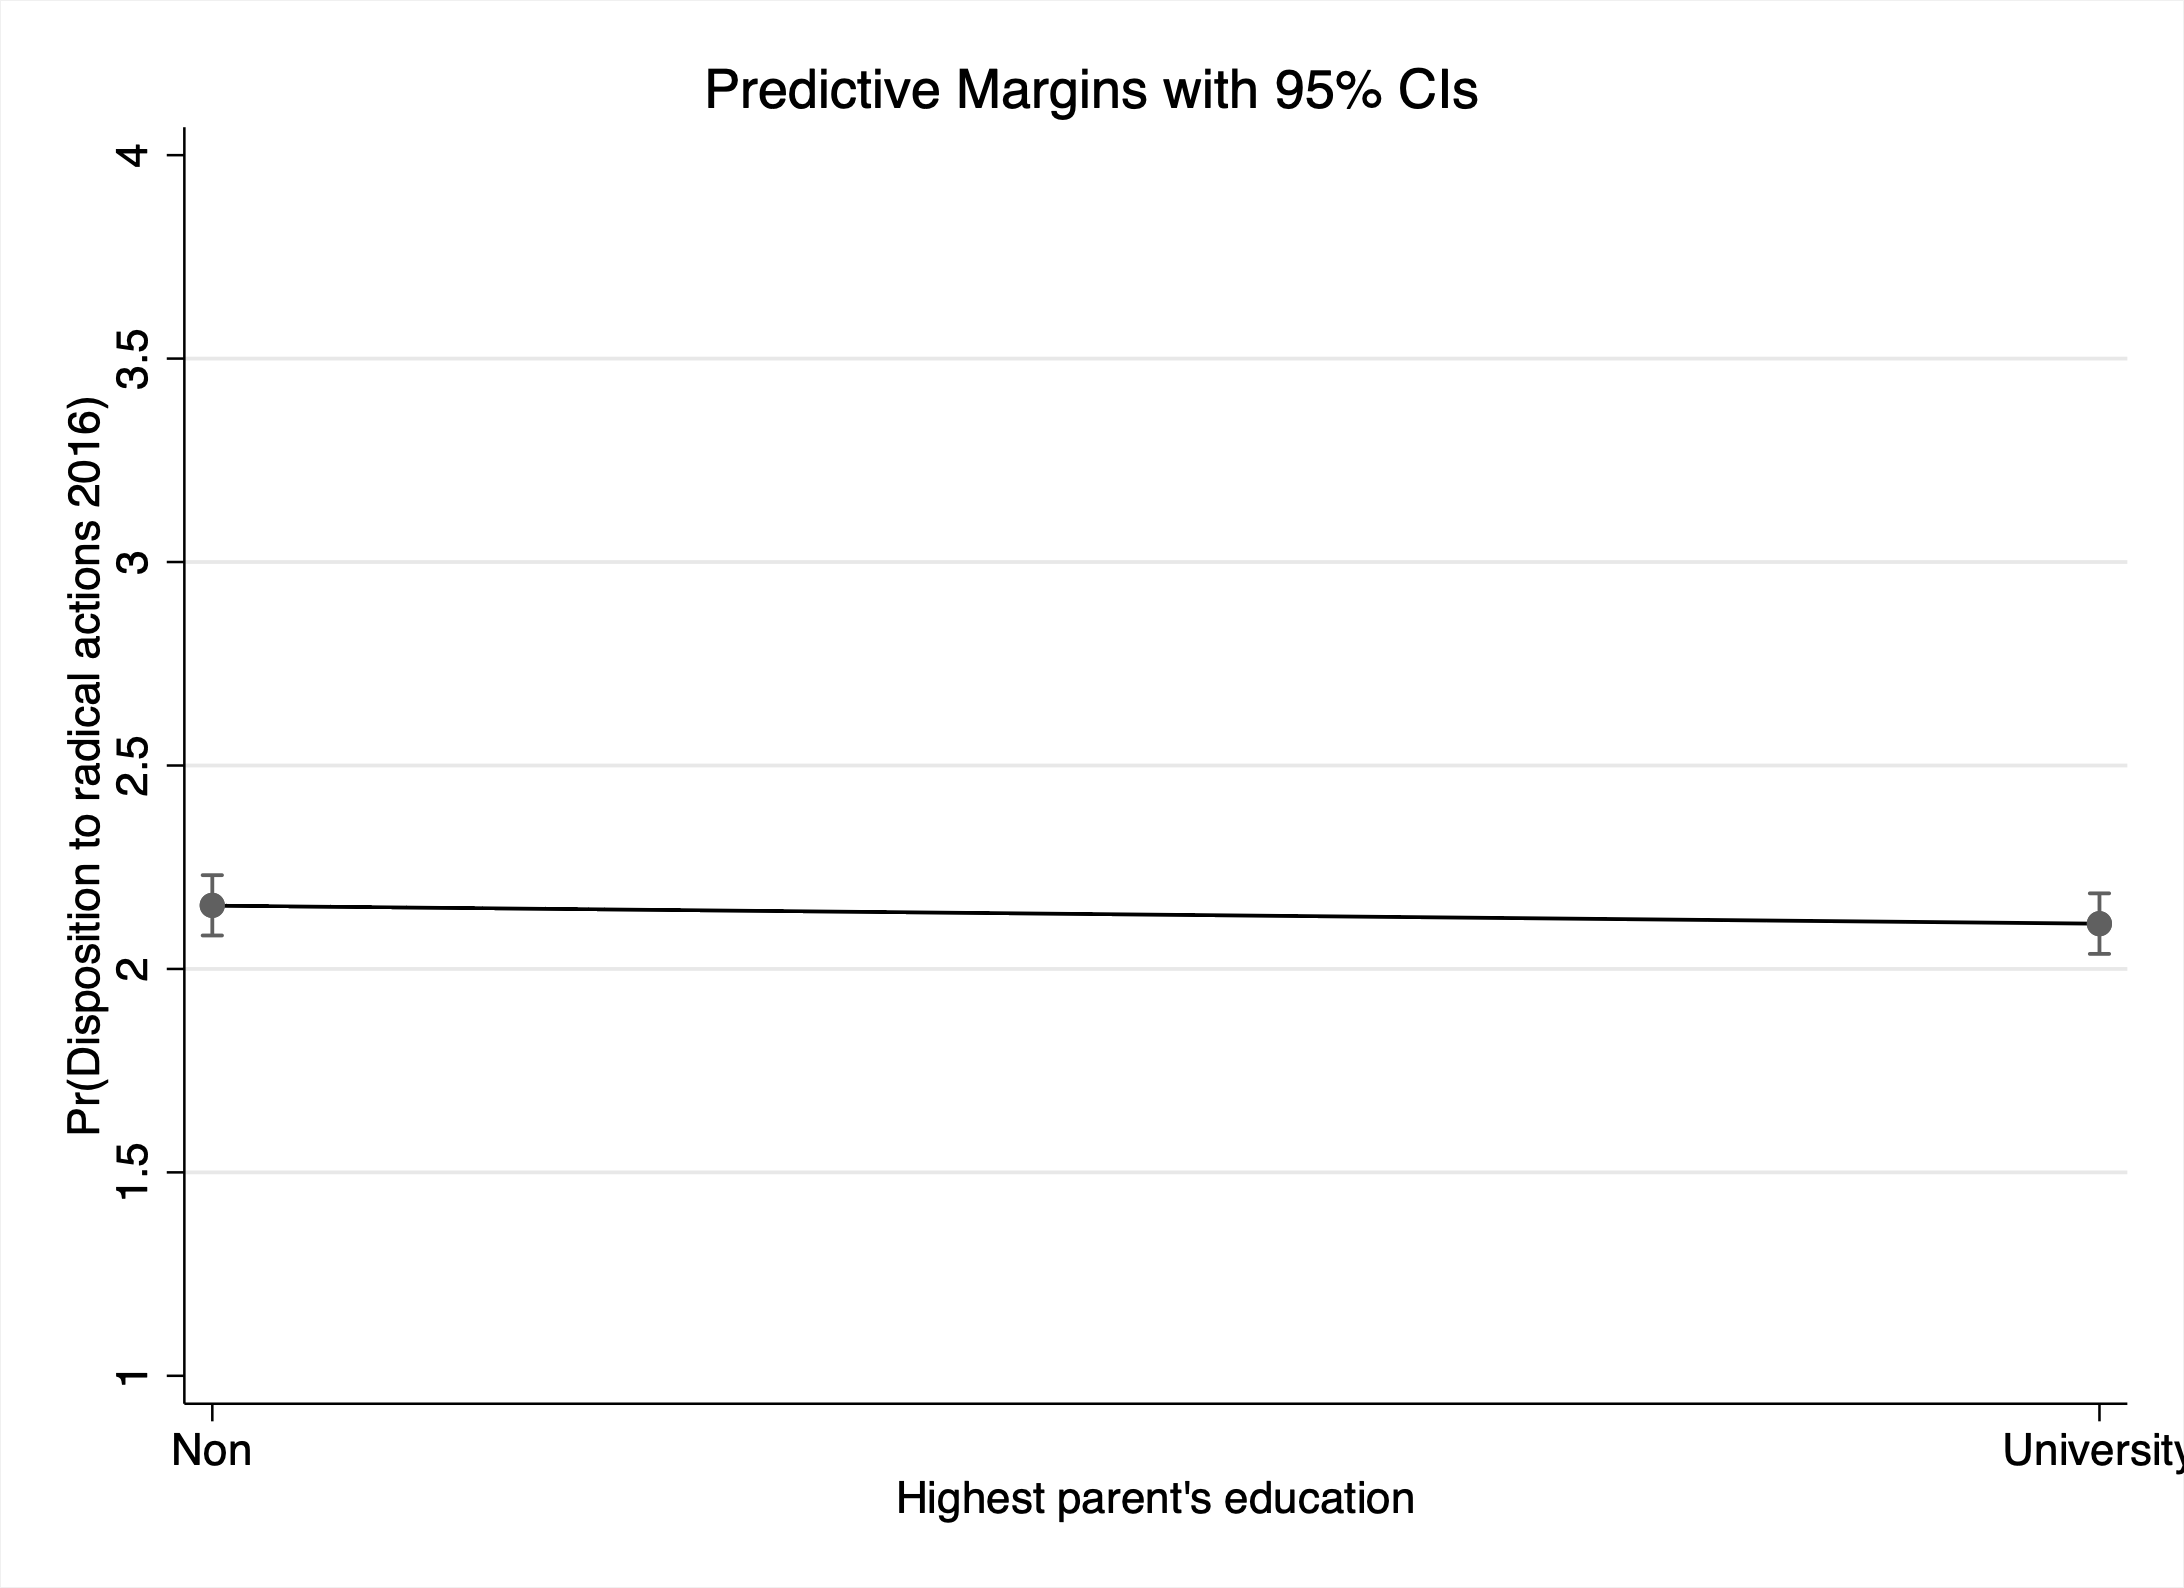 Predictive Margins with 95% CIs
Pr(Disposition to radical actions 2016)
4
3.5
3
2.5
2
1.5
1
Non
University
Highest parent's education